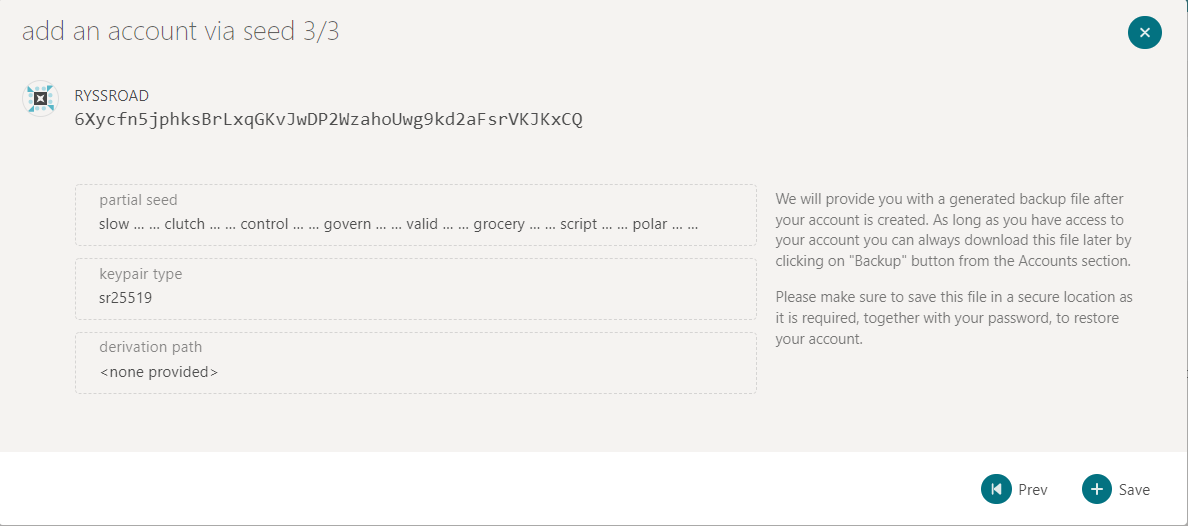 add an account via seed 3/3
RYSSROAD
6Xycfn5jphksBrLxqGKvJwDP2WzahoUwg9kd2aFsrVKJKxCQ
partial seed
slow ... ... clutch ... ... control ... ... govern ... ... valid ... ... grocery ... ... script ... ... polar ... ...
keypair type
sr25519
derivation path
<none provided>
We will provide you with a generated backup file after
your account is created. As long as you have access to
your account you can always download this file later by
clicking on "Backup" button from the Accounts section.
Please make sure to save this file in a secure location as
it is required, together with your password, to restore
your account.
Prev
Save